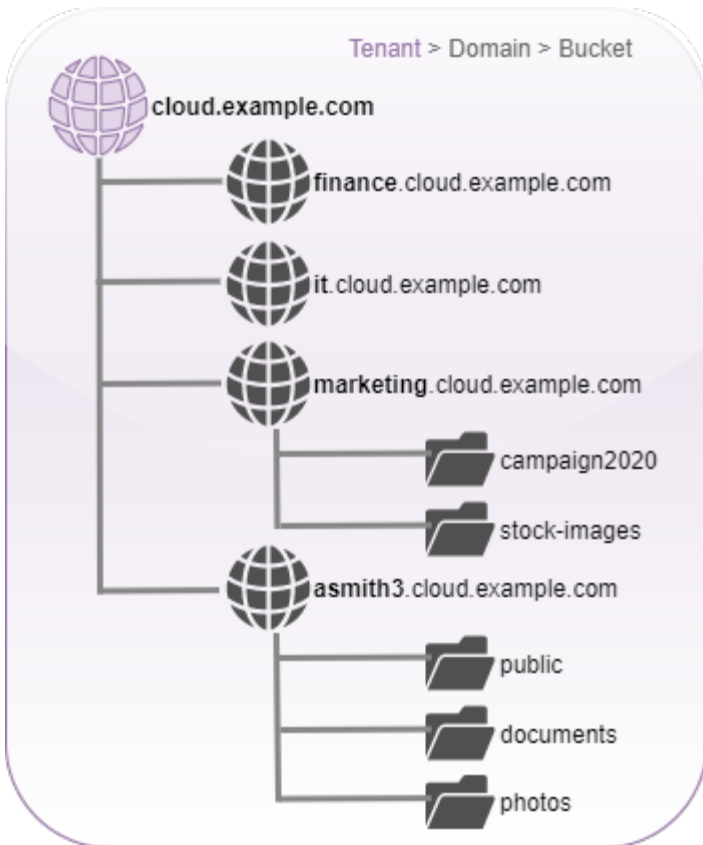 Tenant > Domain > Bucket
cloud.example.com
finance.cloud.example.com
it.cloud.example.com
marketing.cloud.example.com
campaign2020
stock-images
asmith3.cloud.example.com
public
documents
photos